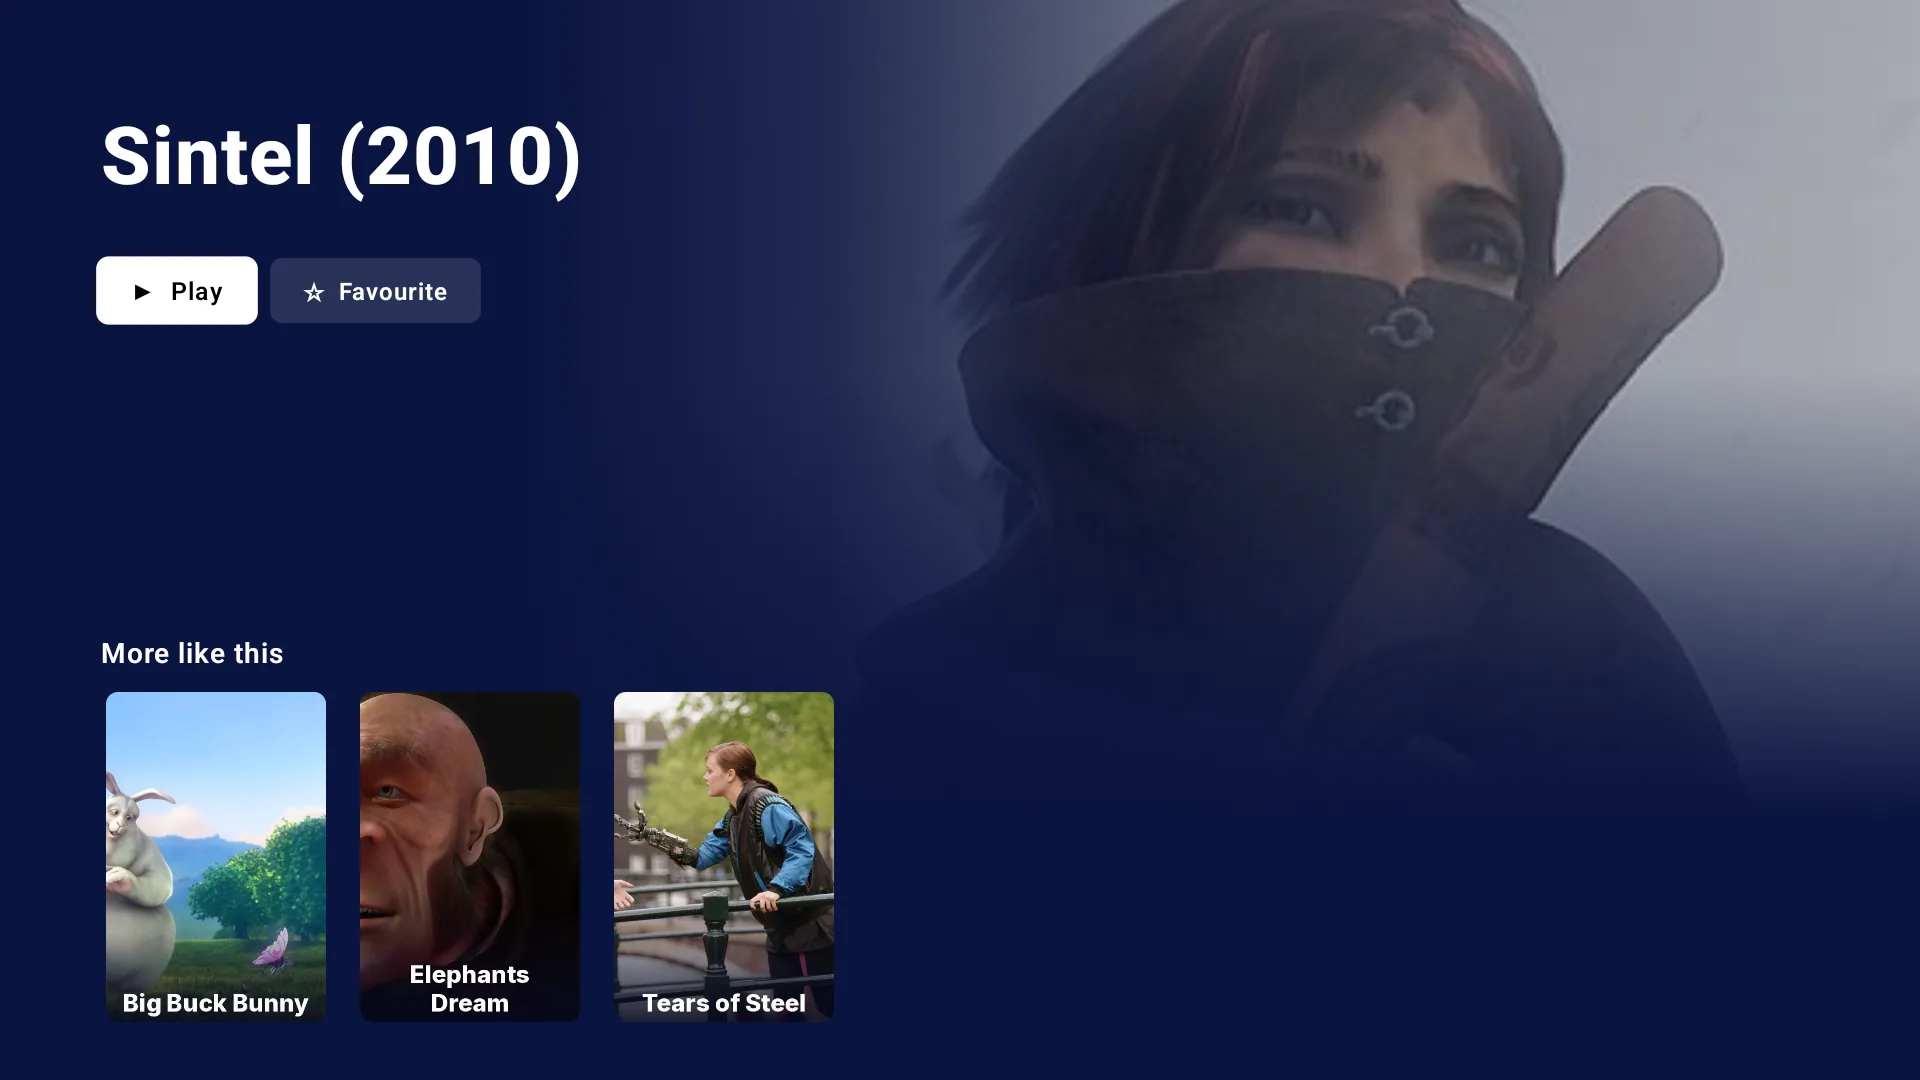 Sintel (2010)
► Play
☆ Favourite
More like this
Big Buck Bunny
Elephants
Dream
Tears of Steel